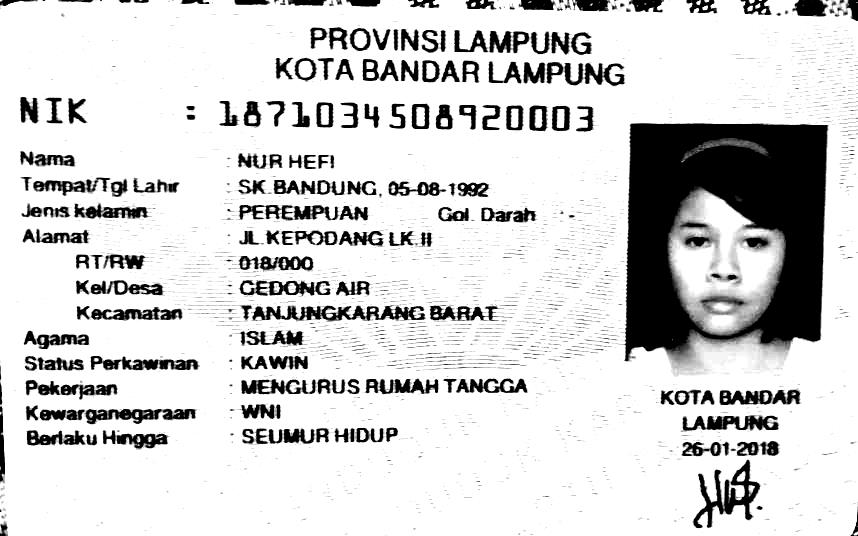 PROVINSI LAMPUNG
KOTA BANDAR LAMPUNG
NIK : 1871034508920003
Nama : NUR HEFI
Tempat/Tgl Lahir : SK.BANDUNG, 05-08-1992
Jenis kelamin : PEREMPUAN Gol. Darah : -
Alamat : JL.KEPODANG LK.II
RT/RW : 018/000
Kel/Desa : GEDONG AIR
Kecamatan : TANJUNGKARANG BARAT
Agama : ISLAM
Status Perkawinan : KAWIN
Pekerjaan : MENGURUS RUMAH TANGGA
Kewarganegaraan : WNI
Berlaku Hingga : SEUMUR HIDUP
KOTA BANDAR
LAMPUNG
26-01-2018